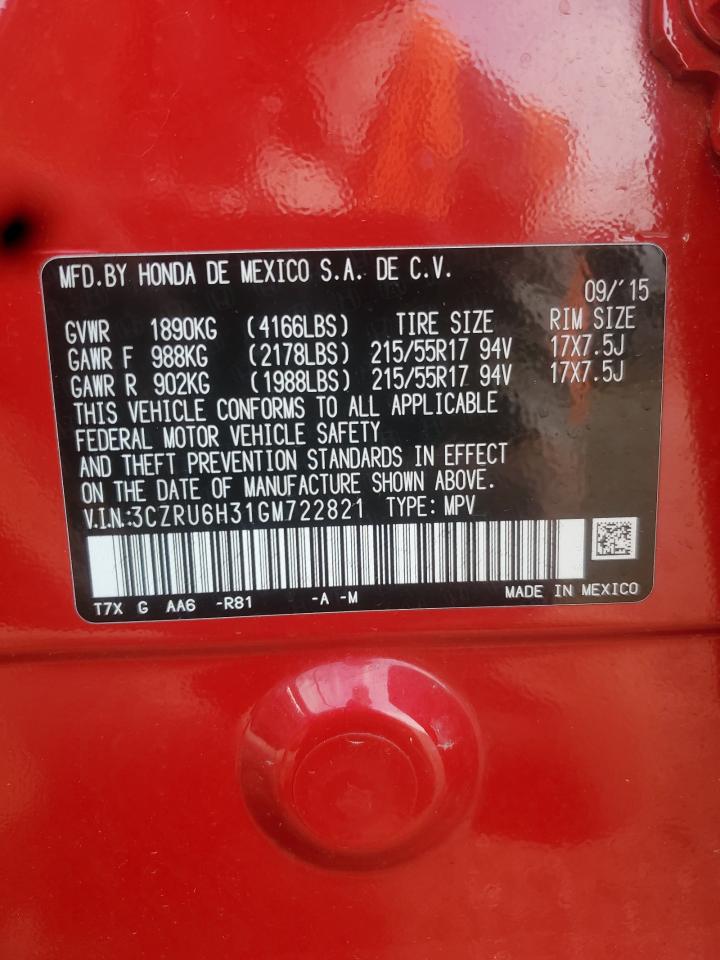 MFD.BY HONDA DE MEXICO S.A. DE C.V.
09/'15
GVWR 1890KG (4166LBS) TIRE SIZE RIM SIZE
GAWR F 988KG (2178LBS) 215/55R17 94V 17X7.5J
GAWR R 902KG (1988LBS) 215/55R17 94V 17X7.5J
THIS VEHICLE CONFORMS TO ALL APPLICABLE
FEDERAL MOTOR VEHICLE SAFETY
AND THEFT PREVENTION STANDARDS IN EFFECT
ON THE DATE OF MANUFACTURE SHOWN ABOVE.
V.I.N.:3CZRU6H31GM722821 TYPE: MPV
T7X G AA6 -R81 -A -M MADE IN MEXICO